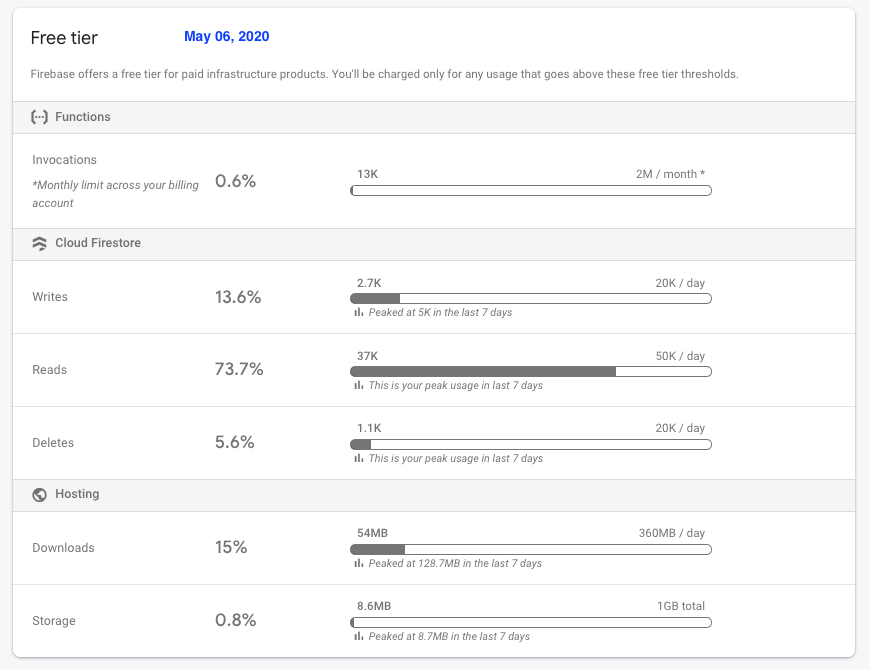 Free tier
May 06, 2020
Firebase offers a free tier for paid infrastructure products. You'll be charged only for any usage that goes above these free tier thresholds.
Functions
Invocations
*Monthly limit across your billing
account
0.6%
13K
2M / month *
Cloud Firestore
Writes
13.6%
2.7K
20K / day
Peaked at 5K in the last 7 days
Reads
73.7%
37K
50K / day
This is your peak usage in last 7 days
Deletes
5.6%
1.1K
20K / day
This is your peak usage in last 7 days
Hosting
Downloads
15%
54MB
360MB / day
Peaked at 128.7MB in the last 7 days
Storage
0.8%
8.6MB
1GB total
Peaked at 8.7MB in the last 7 days